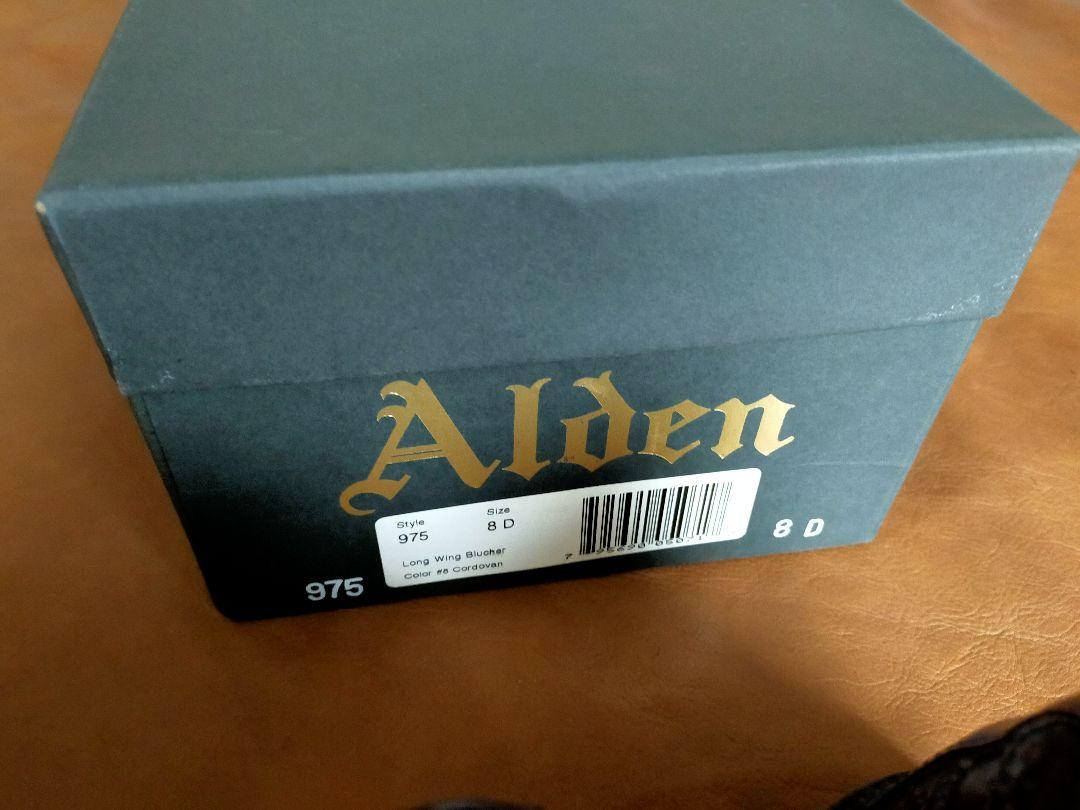 Alden
Style
975
Size
8 D
Long Wing Blucher
Color #8 Cordovan
975
8 D